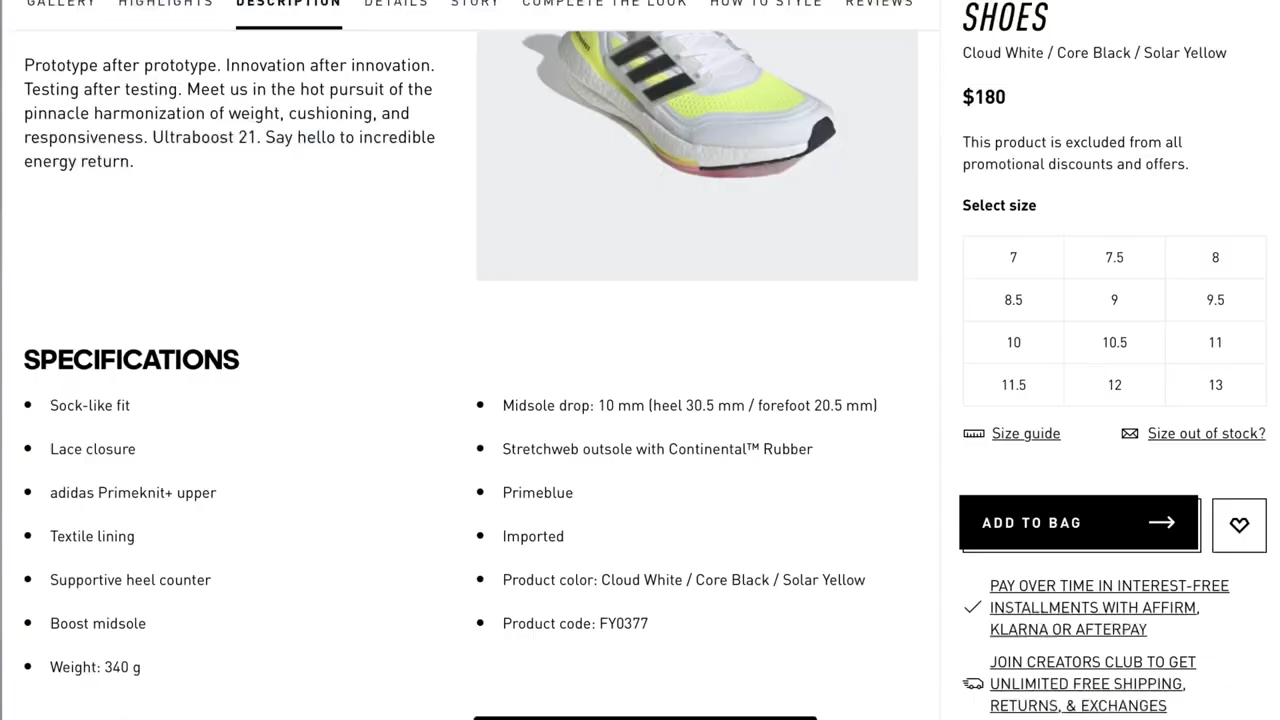 GALLERY HIGHLIGHTS DESCRIPTION DETAILS STORY COMPLETE THE LOOK HOW TO STYLE REVIEWS
Prototype after prototype. Innovation after innovation.
Testing after testing. Meet us in the hot pursuit of the
pinnacle harmonization of weight, cushioning, and
responsiveness. Ultraboost 21. Say hello to incredible
energy return.
SPECIFICATIONS
Sock-like fit
Lace closure
adidas Primeknit+ upper
Textile lining
Supportive heel counter
Boost midsole
Weight: 340 g
Midsole drop: 10 mm (heel 30.5 mm / forefoot 20.5 mm)
Stretchweb outsole with Continental™ Rubber
Primeblue
Imported
Product color: Cloud White / Core Black / Solar Yellow
Product code: FY0377
SHOES
Cloud White / Core Black / Solar Yellow
$180
This product is excluded from all
promotional discounts and offers.
Select size
7 7.5 8
8.5 9 9.5
10 10.5 11
11.5 12 13
Size guide Size out of stock?
ADD TO BAG
PAY OVER TIME IN INTEREST-FREE
INSTALLMENTS WITH AFFIRM,
KLARNA OR AFTERPAY
JOIN CREATORS CLUB TO GET
UNLIMITED FREE SHIPPING,
RETURNS, & EXCHANGES